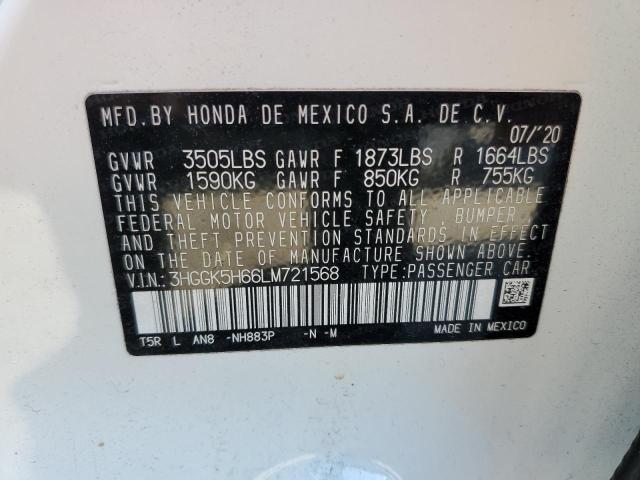 MFD.BY HONDA DE MEXICO S.A. DE C.V.
07/'20
GVWR 3505LBS GAWR F 1873LBS R 1664LBS
GVWR 1590KG GAWR F 850KG R 755KG
THIS VEHICLE CONFORMS TO ALL APPLICABLE
FEDERAL MOTOR VEHICLE SAFETY, BUMPER
AND THEFT PREVENTION STANDARDS IN EFFECT
ON THE DATE OF MANUFACTURE SHOWN ABOVE.
V.I.N.: 3HGGK5H66LM721568 TYPE:PASSENGER CAR
T5R L AN8 -NH883P -N -M MADE IN MEXICO